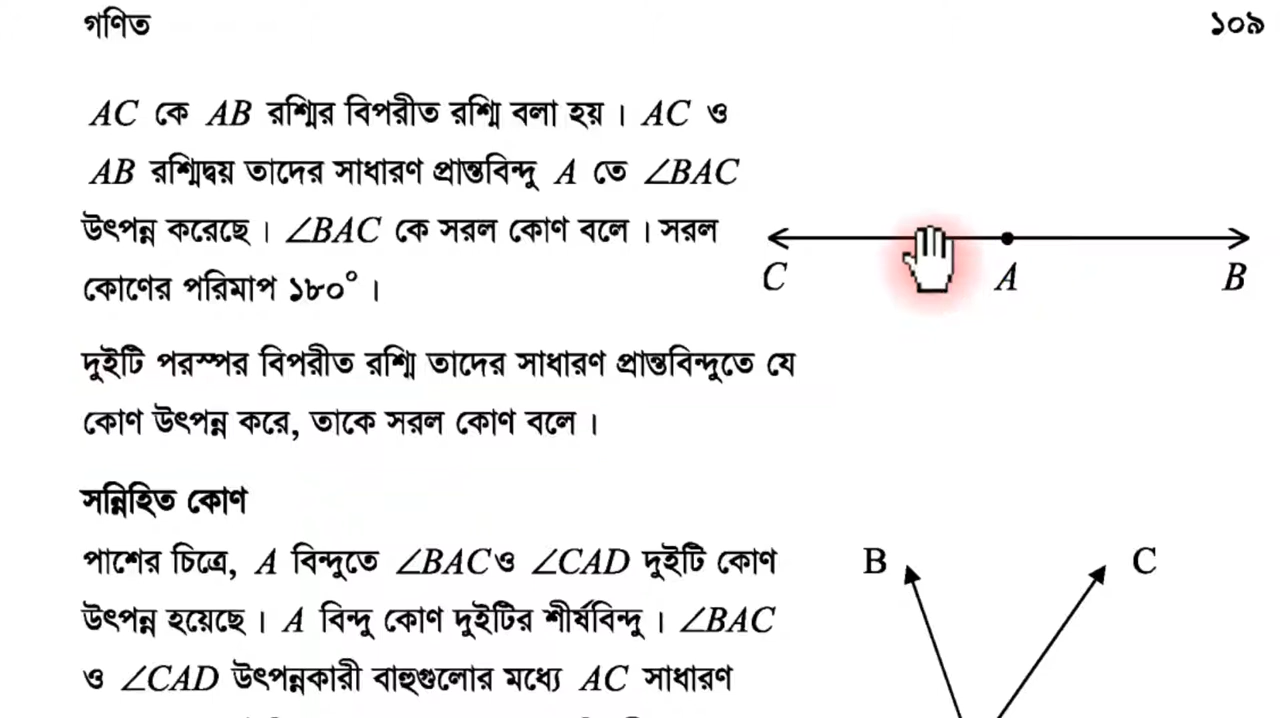 গণিত ১০৯
AC কে AB রশ্মির বিপরীত রশ্মি বলা হয়। AC ও
AB রশ্মিদ্বয় তাদের সাধারণ প্রান্তবিন্দু A তে ∠BAC
উৎপন্ন করেছে। ∠BAC কে সরল কোণ বলে। সরল
কোণের পরিমাপ ১৮০°।
C A B
দুইটি পরস্পর বিপরীত রশ্মি তাদের সাধারণ প্রান্তবিন্দুতে যে
কোণ উৎপন্ন করে, তাকে সরল কোণ বলে।
সন্নিহিত কোণ
পাশের চিত্রে, A বিন্দুতে ∠BAC ও ∠CAD দুইটি কোণ
উৎপন্ন হয়েছে। A বিন্দু কোণ দুইটির শীর্ষবিন্দু। ∠BAC
ও ∠CAD উৎপন্নকারী বাহুগুলোর মধ্যে AC সাধারণ
B C